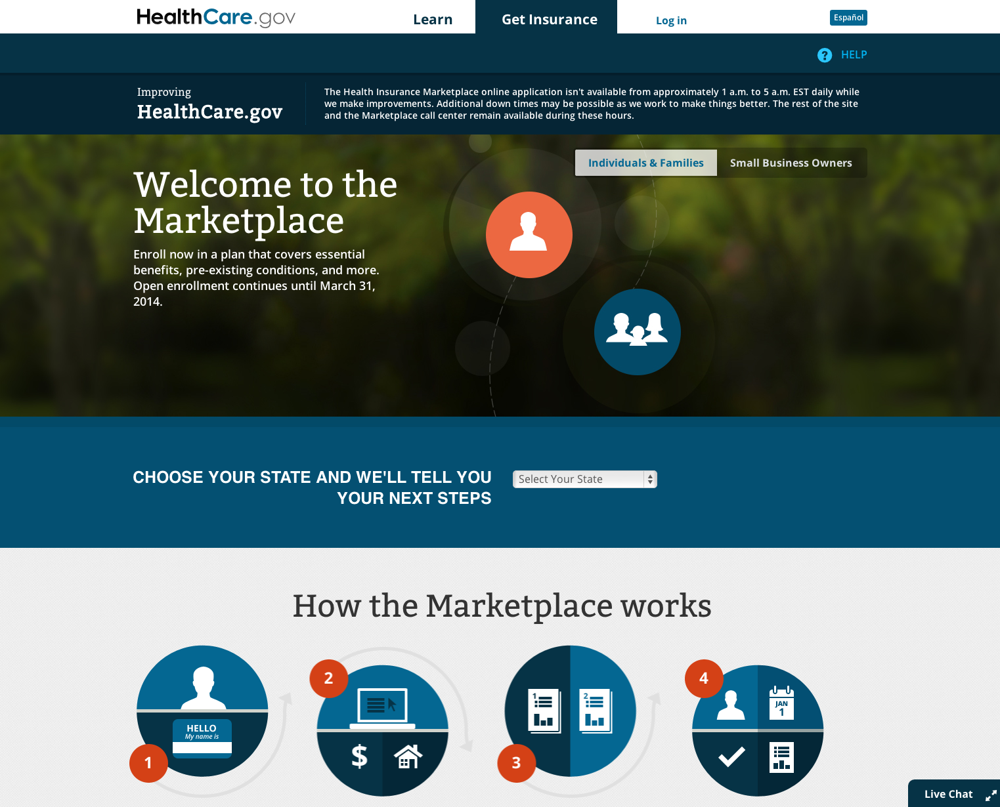 HealthCare.gov
Learn
Get Insurance
Log in
Español
HELP
Improving
HealthCare.gov
The Health Insurance Marketplace online application isn't available from approximately 1 a.m. to 5 a.m. EST daily while
we make improvements. Additional down times may be possible as we work to make things better. The rest of the site
and the Marketplace call center remain available during these hours.
Individuals & Families
Small Business Owners
Welcome to the
Marketplace
Enroll now in a plan that covers essential
benefits, pre-existing conditions, and more.
Open enrollment continues until March 31,
2014.
CHOOSE YOUR STATE AND WE'LL TELL YOU
YOUR NEXT STEPS
Select Your State
How the Marketplace works
HELLO
My name is
1
2
$
1
2
3
4
JAN
1
Live Chat